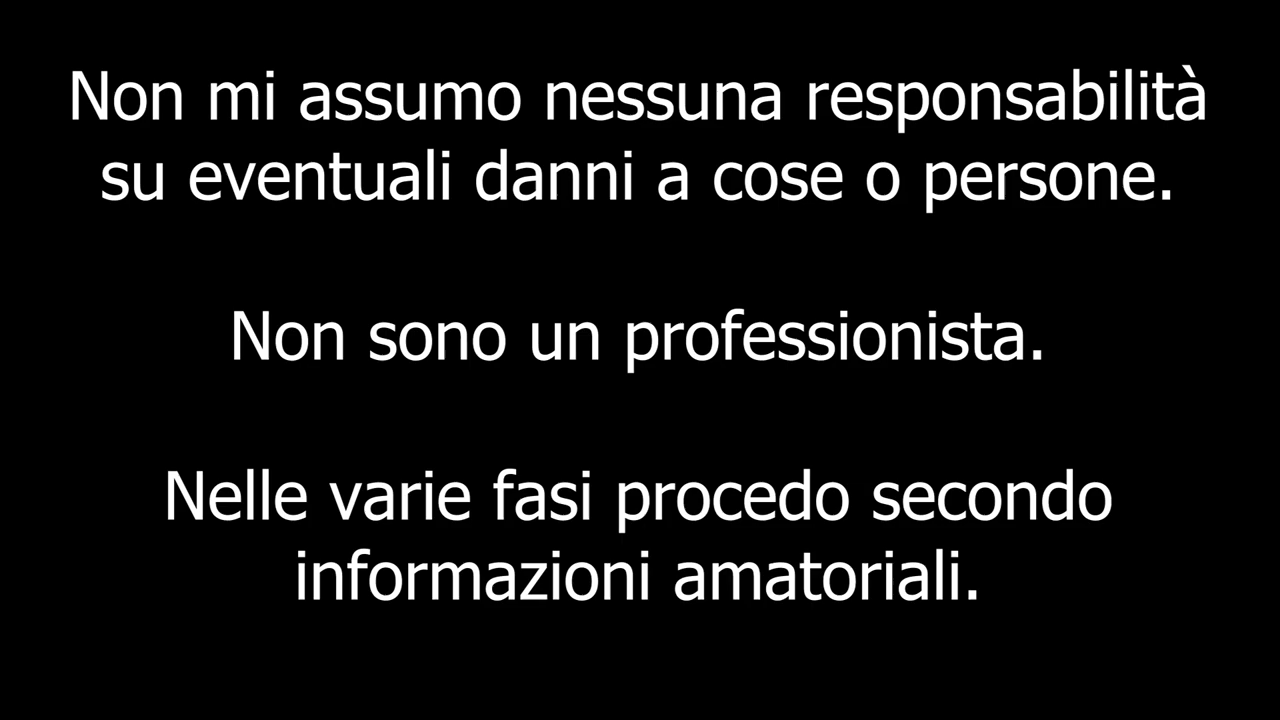 Non mi assumo nessuna responsabilità
su eventuali danni a cose o persone.
Non sono un professionista.
Nelle varie fasi procedo secondo
informazioni amatoriali.